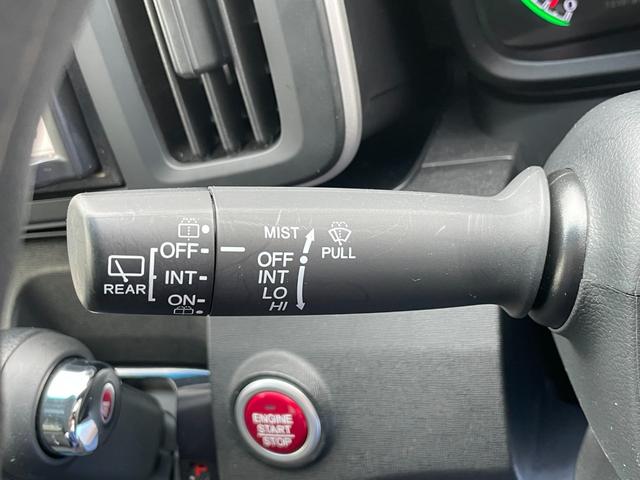 MIST
PULL
OFF
INT
LO
HI
OFF
INT
ON
REAR
ENGINE
START
STOP